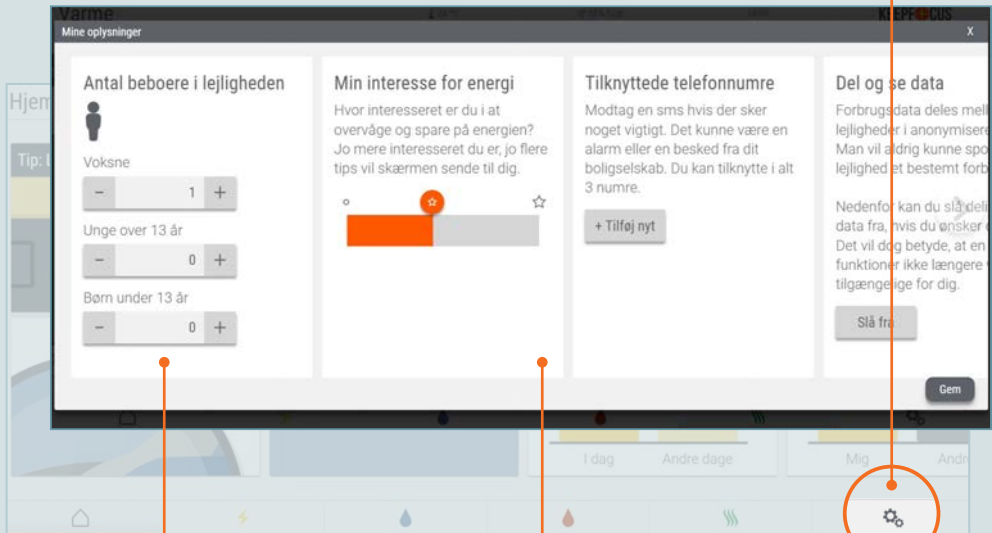 Varme
KEEPFOCUS
Mine oplysninger
X
Antal beboere i lejligheden
Voksne
− 1 +
Unge over 13 år
− 0 +
Børn under 13 år
− 0 +
Min interesse for energi
Hvor interesseret er du i at
overvåge og spare på energien?
Jo mere interesseret du er, jo flere
tips vil skærmen sende til dig.
Tilknyttede telefonnumre
Modtag en sms hvis der sker
noget vigtigt. Det kunne være en
alarm eller en besked fra dit
boligselskab. Du kan tilknytte i alt
3 numre.
+ Tilføj nyt
Del og se data
Forbrugsdata deles mell
lejligheder i anonymisere
Man vil aldrig kunne spo
lejlighed et bestemt forb
Nedenfor kan du slå deli
data fra, hvis du ønsker
Det vil dog betyde, at en
funktioner ikke længere
tilgængelige for dig.
Slå fra
Gem
Hjem
Tip:
I dag
Andre dage
Mig
Andr